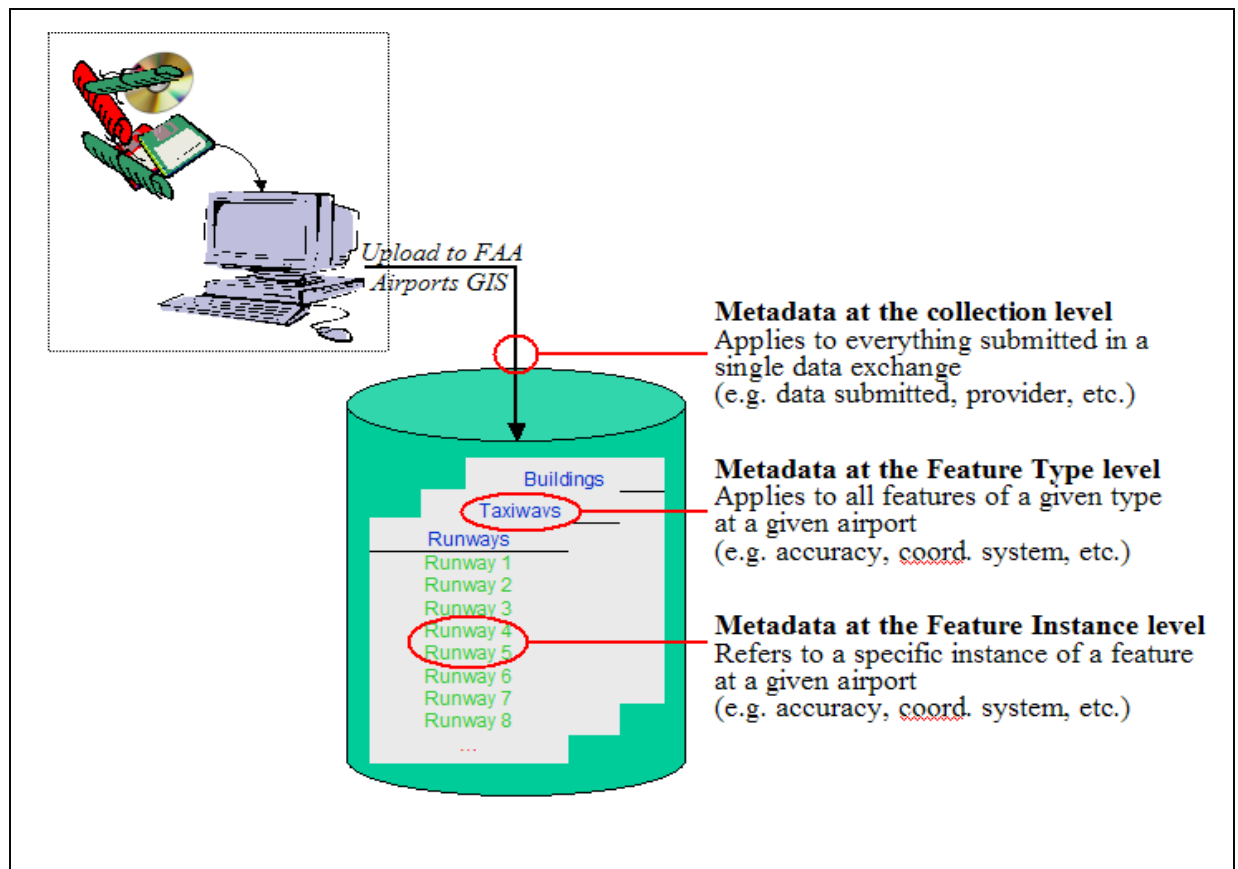 Upload to FAA
Airports GIS
Metadata at the collection level
Applies to everything submitted in a
single data exchange
(e.g. data submitted, provider, etc.)
Buildings
Taxiways
Runways
Runway 1
Runway 2
Runway 3
Runway 4
Runway 5
Runway 6
Runway 7
Runway 8
...
Metadata at the Feature Type level
Applies to all features of a given type
at a given airport
(e.g. accuracy, coord. system, etc.)
Metadata at the Feature Instance level
Refers to a specific instance of a feature
at a given airport
(e.g. accuracy, coord. system, etc.)